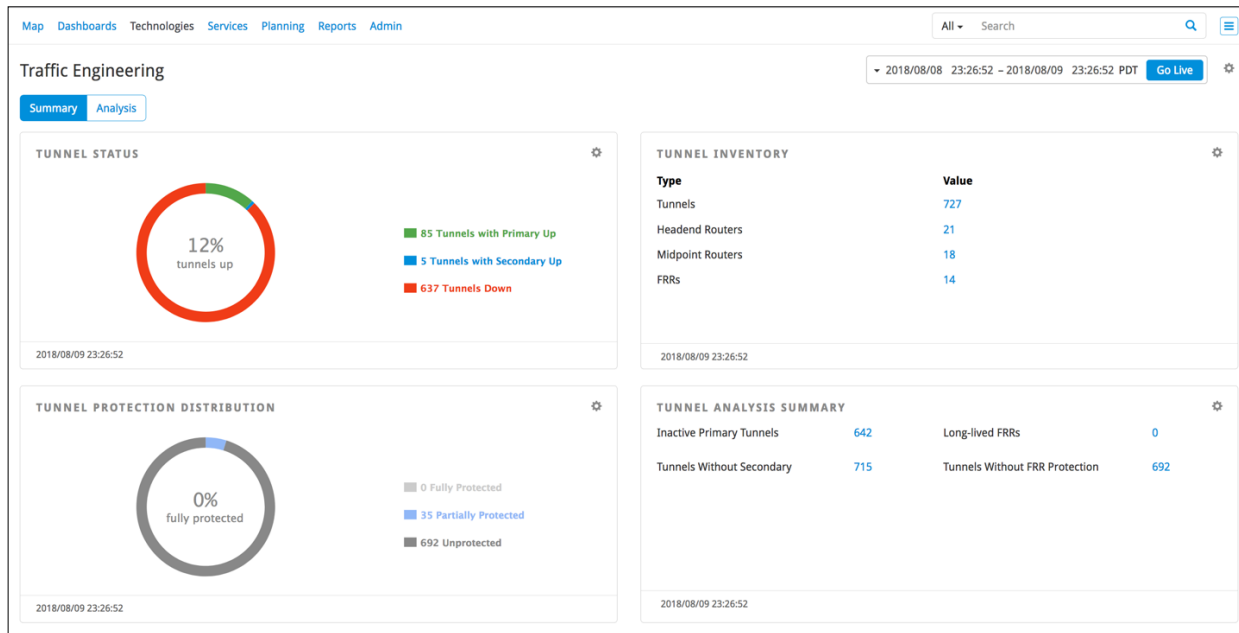 Map Dashboards Technologies Services Planning Reports Admin All Search
Traffic Engineering 2018/08/08 23:26:52 – 2018/08/09 23:26:52 PDT Go Live
Summary Analysis
TUNNEL STATUS
12%
tunnels up
85 Tunnels with Primary Up
5 Tunnels with Secondary Up
637 Tunnels Down
2018/08/09 23:26:52
TUNNEL INVENTORY
Type Value
Tunnels 727
Headend Routers 21
Midpoint Routers 18
FRRs 14
2018/08/09 23:26:52
TUNNEL PROTECTION DISTRIBUTION
0%
fully protected
0 Fully Protected
35 Partially Protected
692 Unprotected
2018/08/09 23:26:52
TUNNEL ANALYSIS SUMMARY
Inactive Primary Tunnels 642 Long-lived FRRs 0
Tunnels Without Secondary 715 Tunnels Without FRR Protection 692
2018/08/09 23:26:52